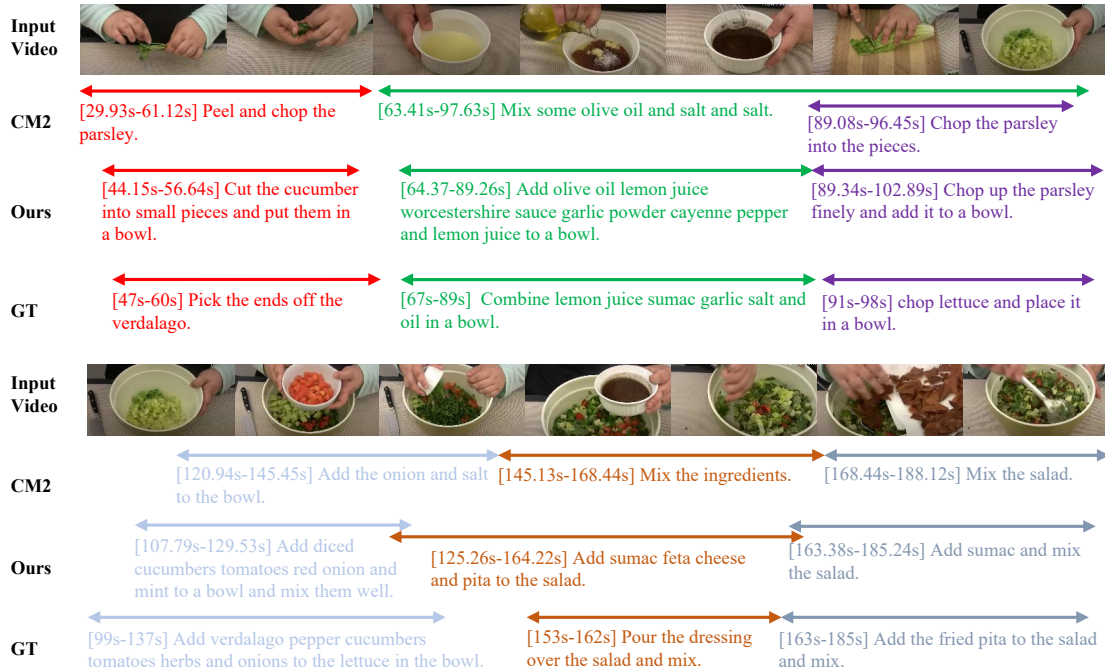 Input
Video
CM2
[29.93s-61.12s] Peel and chop the
parsley.
[63.41s-97.63s] Mix some olive oil and salt and salt.
[89.08s-96.45s] Chop the parsley
into the pieces.
Ours
[44.15s-56.64s] Cut the cucumber
into small pieces and put them in
a bowl.
[64.37-89.26s] Add olive oil lemon juice
worcestershire sauce garlic powder cayenne pepper
and lemon juice to a bowl.
[89.34s-102.89s] Chop up the parsley
finely and add it to a bowl.
GT
[47s-60s] Pick the ends off the
verdalago.
[67s-89s] Combine lemon juice sumac garlic salt and
oil in a bowl.
[91s-98s] chop lettuce and place it
in a bowl.
Input
Video
CM2
[120.94s-145.45s] Add the onion and salt
to the bowl.
[145.13s-168.44s] Mix the ingredients.
[168.44s-188.12s] Mix the salad.
Ours
[107.79s-129.53s] Add diced
cucumbers tomatoes red onion and
mint to a bowl and mix them well.
[125.26s-164.22s] Add sumac feta cheese
and pita to the salad.
[163.38s-185.24s] Add sumac and mix
the salad.
GT
[99s-137s] Add verdalago pepper cucumbers
tomatoes herbs and onions to the lettuce in the bowl.
[153s-162s] Pour the dressing
over the salad and mix.
[163s-185s] Add the fried pita to the salad
and mix.